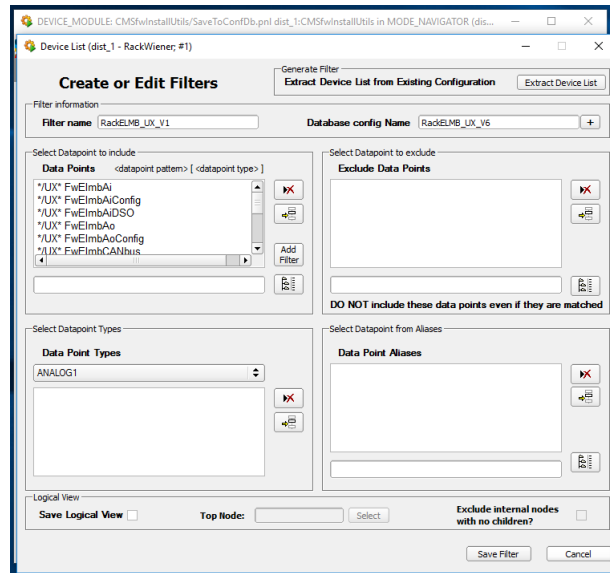 DEVICE_MODULE: CMSfwInstallUtils/SaveToConfDb.pnl dist_1:CMSfwInstallUtils in MODE_NAVIGATOR (dis...
Device List (dist_1 - RackWiener; #1)
Create or Edit Filters
Generate Filter
Extract Device List from Existing Configuration
Extract Device List
Filter information
Filter name
RackELMB_UX_V1
Database config Name
RackELMB_UX_V6
+
Select Datapoint to include
Data Points <datapoint pattern> [ <datapoint type> ]
*/UX* FwElmbAi
*/UX* FwElmbAiConfig
*/UX* FwElmbAiDSO
*/UX* FwElmbAo
*/UX* FwElmbAoConfig
*/UX* FwElmbCANbus
Add
Filter
Select Datapoint to exclude
Exclude Data Points
DO NOT include these data points even if they are matched
Select Datapoint Types
Data Point Types
ANALOG1
Select Datapoint from Aliases
Data Point Aliases
Logical View
Save Logical View
Top Node:
Select
Exclude internal nodes
with no children?
Save Filter
Cancel